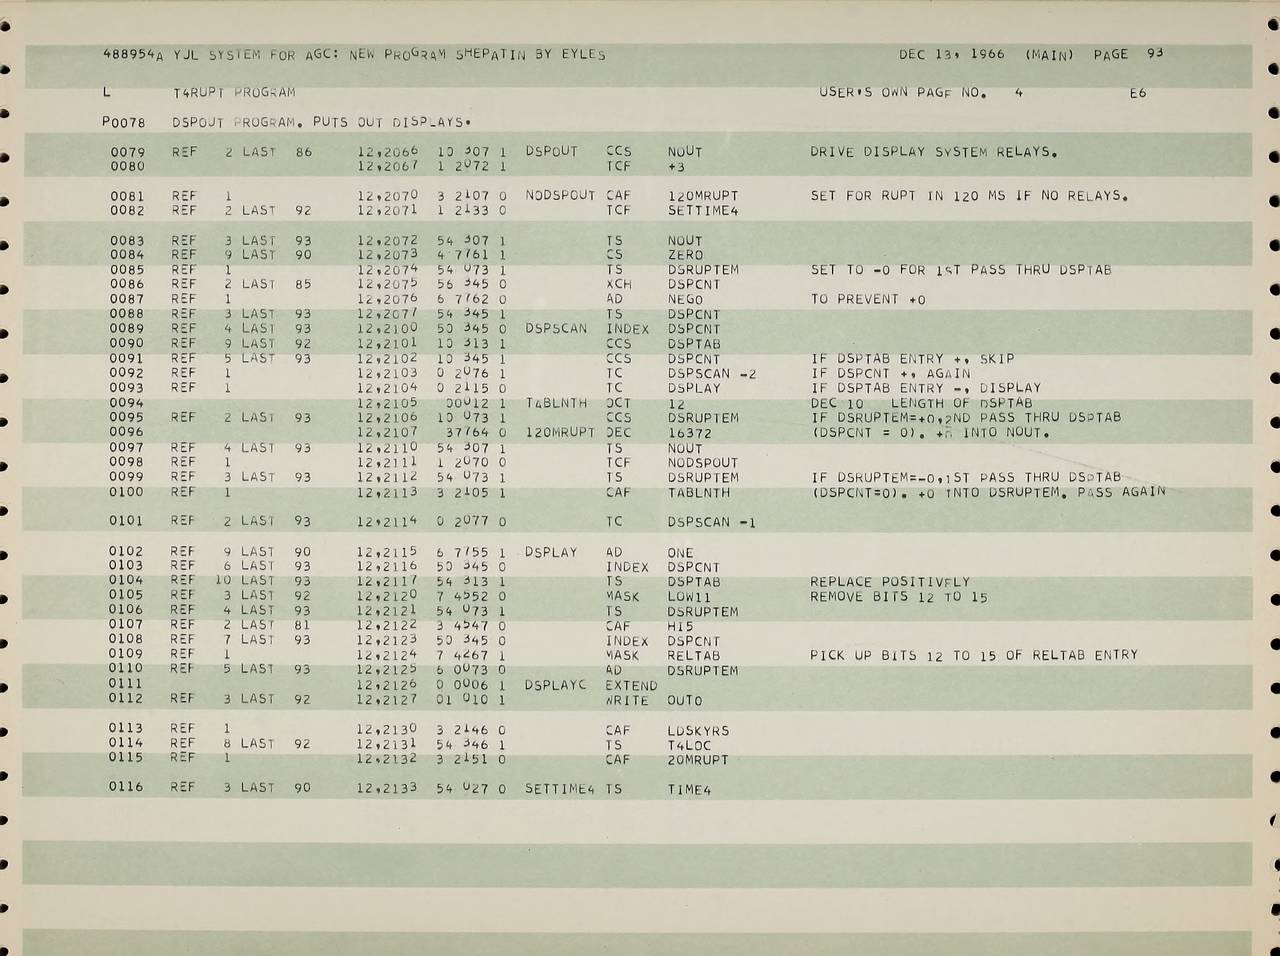 488954A YJL SYSTEM FOR AGC: NEW PROGRAM SHEPATIN BY EYLES DEC 13, 1966 (MAIN) PAGE 93
L T4RUPT PROGRAM USER'S OWN PAGE NO. 4 E6
P0078 DSPOUT PROGRAM. PUTS OUT DISPLAYS.
0079 REF 2 LAST 86 12,2066 10 307 1 DSPOUT CCS NOUT DRIVE DISPLAY SYSTEM RELAYS.
0080 12,2067 1 2072 1 TCF +3
0081 REF 1 12,2070 3 2107 0 NODSPOUT CAF 120MRUPT SET FOR RUPT IN 120 MS IF NO RELAYS.
0082 REF 2 LAST 92 12,2071 1 2133 0 TCF SETTIME4
0083 REF 3 LAST 93 12,2072 54 307 1 TS NOUT
0084 REF 9 LAST 90 12,2073 4 7761 1 CS ZERO
0085 REF 1 12,2074 54 073 1 TS DSRUPTEM SET TO -0 FOR 1ST PASS THRU DSPTAB
0086 REF 2 LAST 85 12,2075 56 345 0 XCH DSPCNT
0087 REF 1 12,2076 6 7762 0 AD NEG0 TO PREVENT +0
0088 REF 3 LAST 93 12,2077 54 345 1 TS DSPCNT
0089 REF 4 LAST 93 12,2100 50 345 0 DSPSCAN INDEX DSPCNT
0090 REF 9 LAST 92 12,2101 10 313 1 CCS DSPTAB
0091 REF 5 LAST 93 12,2102 10 345 1 CCS DSPCNT IF DSPTAB ENTRY +, SKIP
0092 REF 1 12,2103 0 2076 1 TC DSPSCAN -2 IF DSPCNT +, AGAIN
0093 REF 1 12,2104 0 2115 0 TC DSPLAY IF DSPTAB ENTRY -, DISPLAY
0094 12,2105 00012 1 TABLNTH OCT 12 DEC 10 LENGTH OF DSPTAB
0095 REF 2 LAST 93 12,2106 10 073 1 CCS DSRUPTEM IF DSRUPTEM=+0,2ND PASS THRU DSPTAB
0096 12,2107 37764 0 120MRUPT DEC 16372 (DSPCNT = 0). +0 INTO NOUT.
0097 REF 4 LAST 93 12,2110 54 307 1 TS NOUT
0098 REF 1 12,2111 1 2070 0 TCF NODSPOUT
0099 REF 3 LAST 93 12,2112 54 073 1 TS DSRUPTEM IF DSRUPTEM=-0,1ST PASS THRU DSPTAB
0100 REF 1 12,2113 3 2105 1 CAF TABLNTH (DSPCNT=0). +0 INTO DSRUPTEM. PASS AGAIN
0101 REF 2 LAST 93 12,2114 0 2077 0 TC DSPSCAN -1
0102 REF 9 LAST 90 12,2115 6 7755 1 DSPLAY AD ONE
0103 REF 6 LAST 93 12,2116 50 345 0 INDEX DSPCNT
0104 REF 10 LAST 93 12,2117 54 313 1 TS DSPTAB REPLACE POSITIVELY
0105 REF 3 LAST 92 12,2120 7 4552 0 MASK LOW11 REMOVE BITS 12 TO 15
0106 REF 4 LAST 93 12,2121 54 073 1 TS DSRUPTEM
0107 REF 2 LAST 81 12,2122 3 4547 0 CAF HI5
0108 REF 7 LAST 93 12,2123 50 345 0 INDEX DSPCNT
0109 REF 1 12,2124 7 4267 1 MASK RELTAB PICK UP BITS 12 TO 15 OF RELTAB ENTRY
0110 REF 5 LAST 93 12,2125 6 0073 0 AD DSRUPTEM
0111 12,2126 0 0006 1 DSPLAYC EXTEND
0112 REF 3 LAST 92 12,2127 01 010 1 WRITE OUT0
0113 REF 1 12,2130 3 2146 0 CAF LDSKYRS
0114 REF 8 LAST 92 12,2131 54 346 1 TS T4LOC
0115 REF 1 12,2132 3 2151 0 CAF 20MRUPT
0116 REF 3 LAST 90 12,2133 54 027 0 SETTIME4 TS TIME4